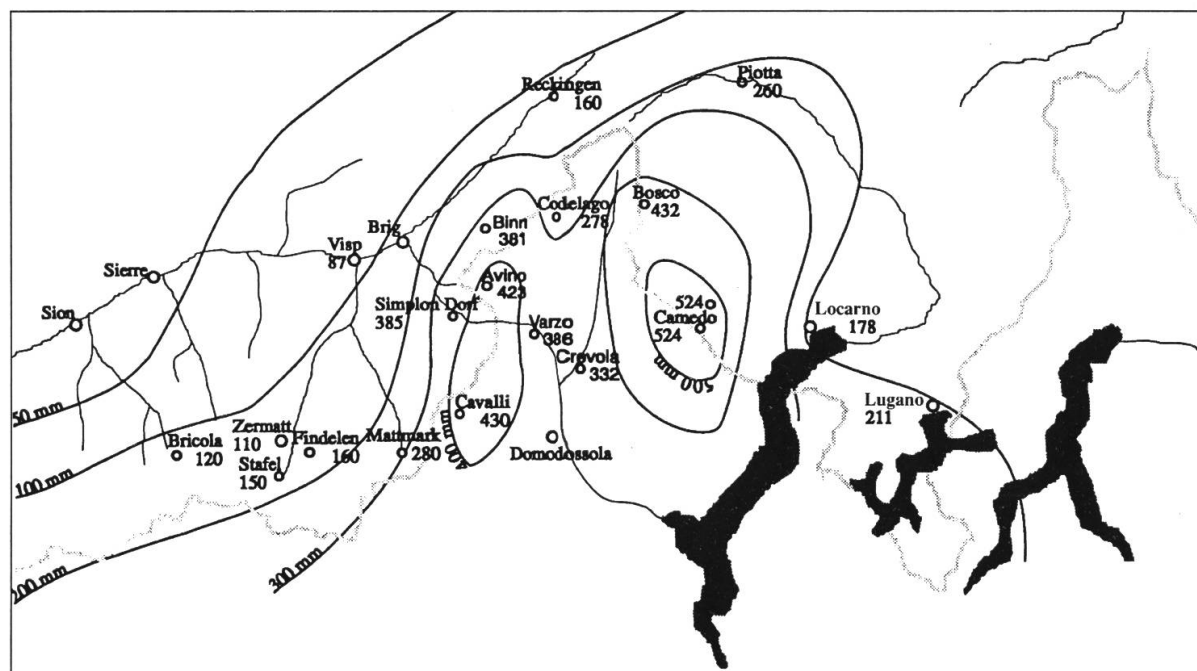 Reckingen
160
Piotta
260
Bosco
432
Codelago
278
Binn
381
Brig
Visp
87
Sierre
Avino
423
Sion
Simplon Dorf
385
524
Camedo
524
Varzo
386
Locarno
178
Crevola
332
500 mm
Lugano
211
50 mm
Cavalli
430
400 mm
Zermatt
110
Findelen
160
Mattmark
280
Domodossola
Bricola
120
Stafel
150
100 mm
200 mm
300 mm